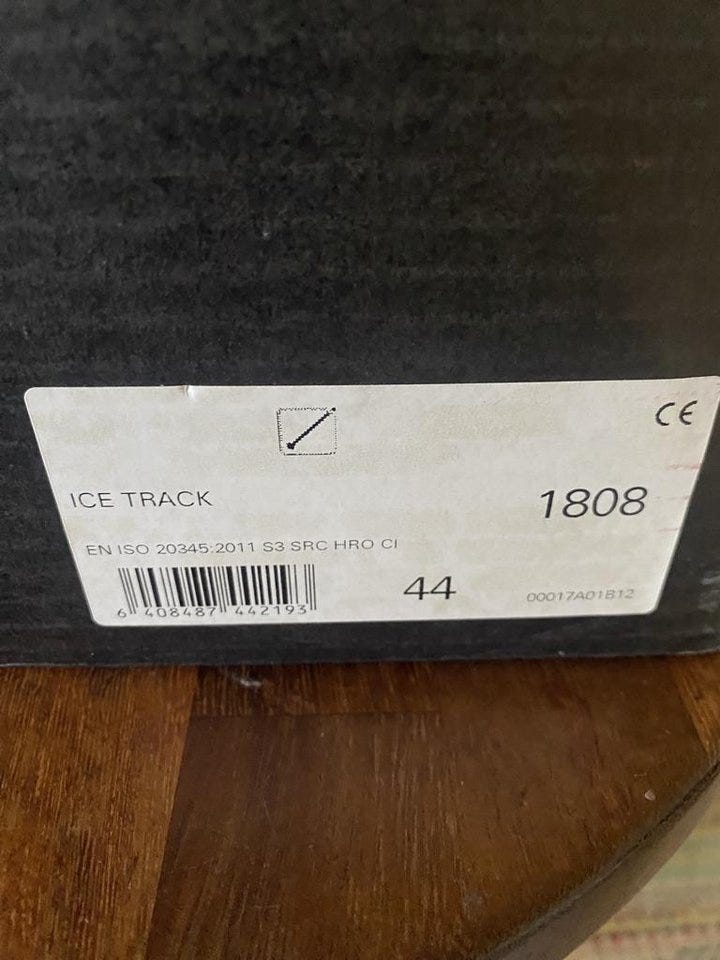 CE
ICE TRACK 1808
EN ISO 20345:2011 S3 SRC HRO CI
44 00017A01B12
6 408487 442193